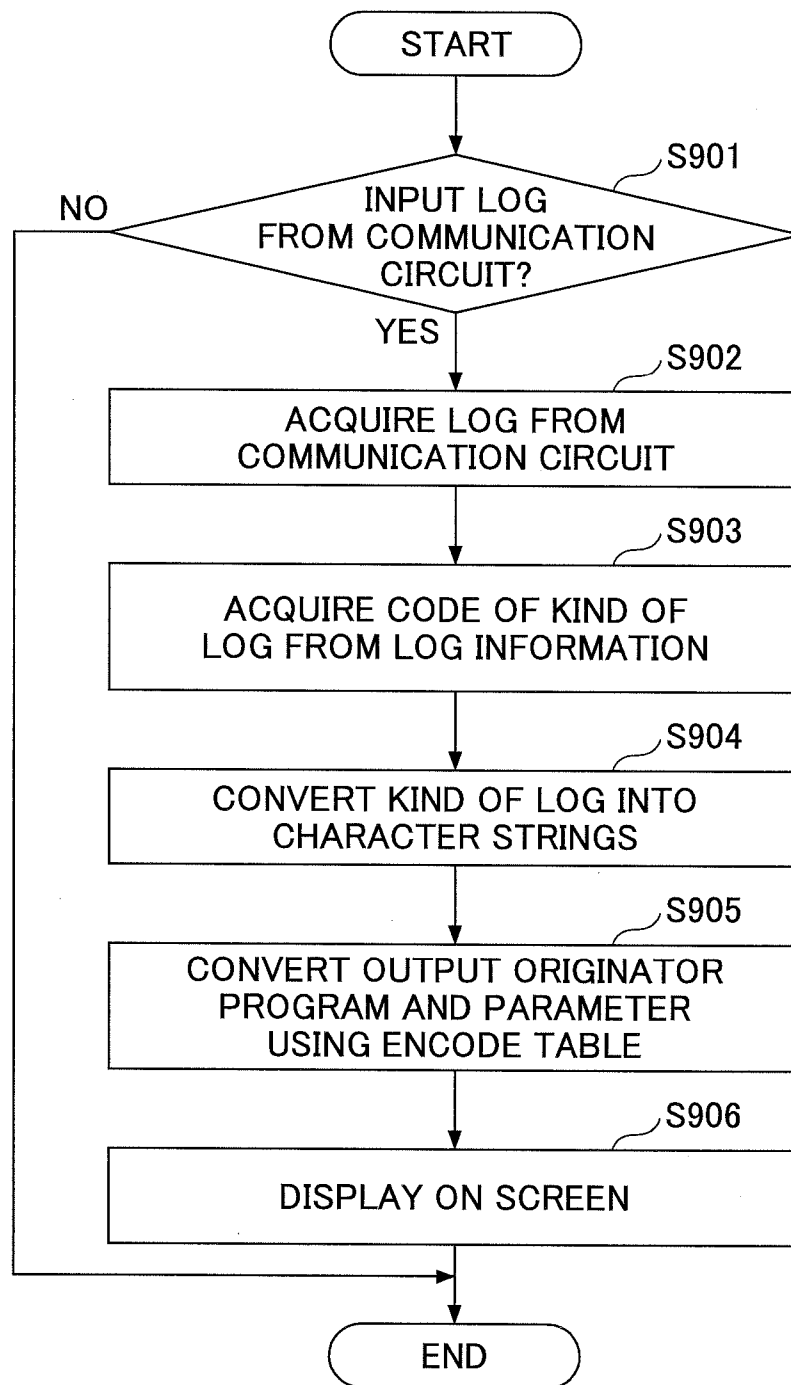 START
S901
NO
INPUT LOG
FROM COMMUNICATION
CIRCUIT?
YES
S902
ACQUIRE LOG FROM
COMMUNICATION CIRCUIT
S903
ACQUIRE CODE OF KIND OF
LOG FROM LOG INFORMATION
S904
CONVERT KIND OF LOG INTO
CHARACTER STRINGS
S905
CONVERT OUTPUT ORIGINATOR
PROGRAM AND PARAMETER
USING ENCODE TABLE
S906
DISPLAY ON SCREEN
END